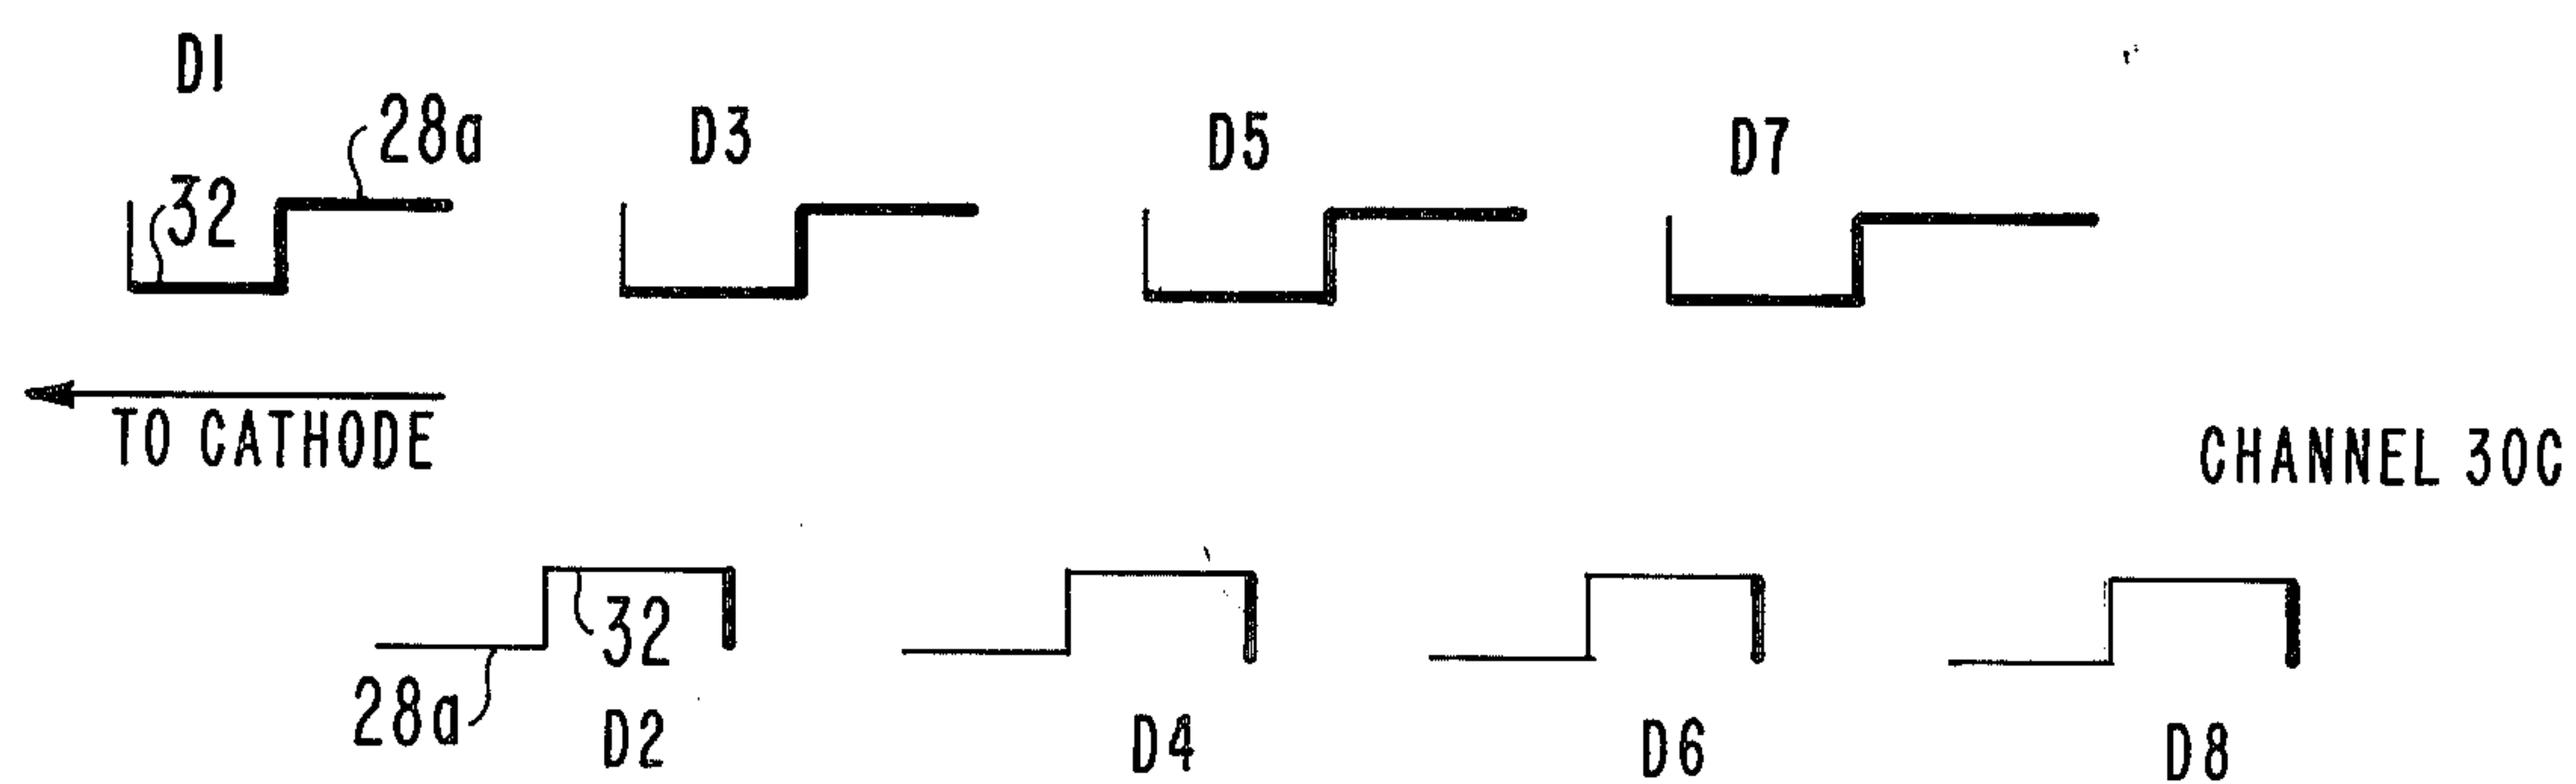 D1
28a
D3
D5
D7
32
TO CATHODE
CHANNEL 30C
32
28a
D2
D4
D6
D8